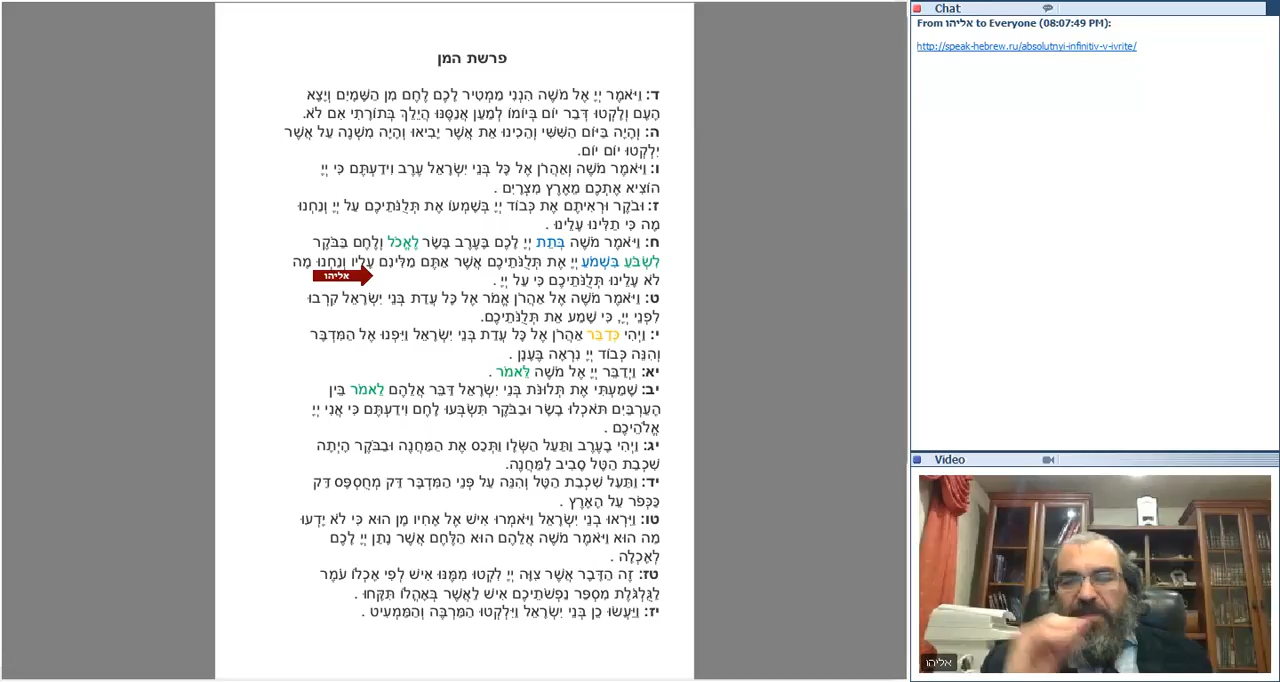 פרשת המן
ד: וַיֹּאמֶר יְיָ אֶל מֹשֶׁה הִנְנִי מַמְטִיר לָכֶם לֶחֶם מִן הַשָּׁמָיִם וְיָצָא
הָעָם וְלָקְטוּ דְּבַר יוֹם בְּיוֹמוֹ לְמַעַן אֲנַסֶּנּוּ הֲיֵלֵךְ בְּתוֹרָתִי אִם לֹא.
ה: וְהָיָה בַּיּוֹם הַשִּׁשִּׁי וְהֵכִינוּ אֵת אֲשֶׁר יָבִיאוּ וְהָיָה מִשְׁנֶה עַל אֲשֶׁר
יִלְקְטוּ יוֹם יוֹם.
ו: וַיֹּאמֶר מֹשֶׁה וְאַהֲרֹן אֶל כָּל בְּנֵי יִשְׂרָאֵל עֶרֶב וִידַעְתֶּם כִּי יְיָ
הוֹצִיא אֶתְכֶם מֵאֶרֶץ מִצְרָיִם .
ז: וּבֹקֶר וּרְאִיתֶם אֶת כְּבוֹד יְיָ בְּשָׁמְעוֹ אֶת תְּלֻנֹּתֵיכֶם עַל יְיָ וְנַחְנוּ
מָה כִּי תַלִּינוּ עָלֵינוּ .
ח: וַיֹּאמֶר מֹשֶׁה בְּתֵת יְיָ לָכֶם בָּעֶרֶב בָּשָׂר לֶאֱכֹל וְלֶחֶם בַּבֹּקֶר
לִשְׂבֹּעַ בִּשְׁמֹעַ יְיָ אֶת תְּלֻנֹּתֵיכֶם אֲשֶׁר אַתֶּם מַלִּינִם עָלָיו וְנַחְנוּ מָה
לֹא עָלֵינוּ תְלֻנֹּתֵיכֶם כִּי עַל יְיָ .
ט: וַיֹּאמֶר מֹשֶׁה אֶל אַהֲרֹן אֱמֹר אֶל כָּל עֲדַת בְּנֵי יִשְׂרָאֵל קִרְבוּ
לִפְנֵי יְיָ, כִּי שָׁמַע אֵת תְּלֻנֹּתֵיכֶם.
י: וַיְהִי כְּדַבֵּר אַהֲרֹן אֶל כָּל עֲדַת בְּנֵי יִשְׂרָאֵל וַיִּפְנוּ אֶל הַמִּדְבָּר
וְהִנֵּה כְּבוֹד יְיָ נִרְאָה בֶּעָנָן .
יא: וַיְדַבֵּר יְיָ אֶל מֹשֶׁה לֵּאמֹר .
יב: שָׁמַעְתִּי אֶת תְּלוּנֹּת בְּנֵי יִשְׂרָאֵל דַּבֵּר אֲלֵהֶם לֵאמֹר בֵּין
הָעַרְבַּיִם תֹּאכְלוּ בָשָׂר וּבַבֹּקֶר תִּשְׂבְּעוּ לָחֶם וִידַעְתֶּם כִּי אֲנִי יְיָ
אֱלֹהֵיכֶם .
יג: וַיְהִי בָעֶרֶב וַתַּעַל הַשְּׂלָו וַתְּכַס אֶת הַמַּחֲנֶה וּבַבֹּקֶר הָיְתָה
שִׁכְבַת הַטַּל סָבִיב לַמַּחֲנֶה.
יד: וַתַּעַל שִׁכְבַת הַטָּל וְהִנֵּה עַל פְּנֵי הַמִּדְבָּר דַּק מְחֻסְפָּס דַּק
כַּכְּפֹר עַל הָאָרֶץ .
טו: וַיִּרְאוּ בְנֵי יִשְׂרָאֵל וַיֹּאמְרוּ אִישׁ אֶל אָחִיו מָן הוּא כִּי לֹא יָדְעוּ
מַה הוּא וַיֹּאמֶר מֹשֶׁה אֲלֵהֶם הוּא הַלֶּחֶם אֲשֶׁר נָתַן יְיָ לָכֶם
לְאָכְלָה .
טז: זֶה הַדָּבָר אֲשֶׁר צִוָּה יְיָ לִקְטוּ מִמֶּנּוּ אִישׁ לְפִי אָכְלוֹ עֹמֶר
לַגֻּלְגֹּלֶת מִסְפַּר נַפְשֹׁתֵיכֶם אִישׁ לַאֲשֶׁר בְּאָהֳלוֹ תִּקָּחוּ .
יז: וַיַּעֲשׂוּ כֵן בְּנֵי יִשְׂרָאֵל וַיִּלְקְטוּ הַמַּרְבֶּה וְהַמַּמְעִיט .
אליהו
Chat
From אליהו to Everyone (08:07:49 PM):
http://speak-hebrew.ru/absolutnyi-infinitiv-v-ivrite/
Video
אליהו